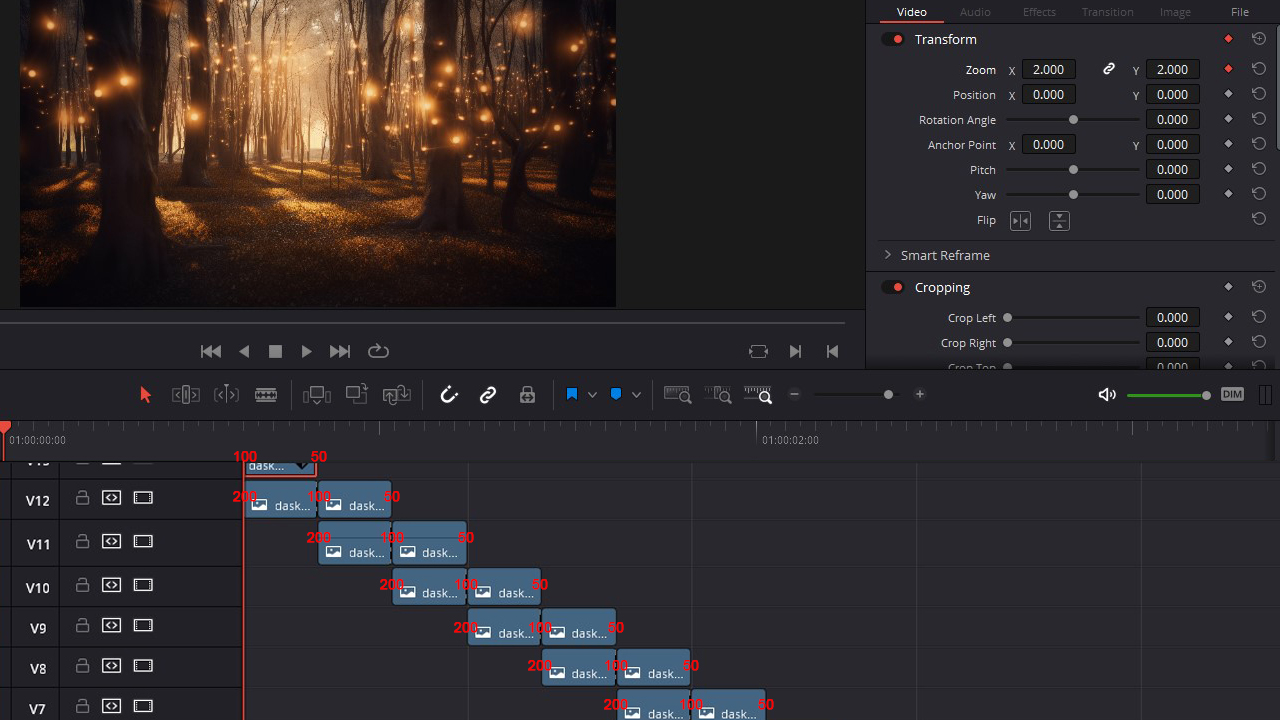 Video Audio Effects Transition Image File
Transform
Zoom X 2.000 Y 2.000
Position X 0.000 Y 0.000
Rotation Angle 0.000
Anchor Point X 0.000 Y 0.000
Pitch 0.000
Yaw 0.000
Flip
Smart Reframe
Cropping
Crop Left 0.000
Crop Right 0.000
Crop Top 0.000
DIM
01:00:00:00 01:00:02:00
100 50
dask...
V12 200 100 50
dask... dask...
V11 200 100 50
dask... dask...
V10 200 100 50
dask... dask...
V9 200 100 50
dask... dask...
V8 200 100 50
dask... dask...
V7 200 100 50
dask... dask...